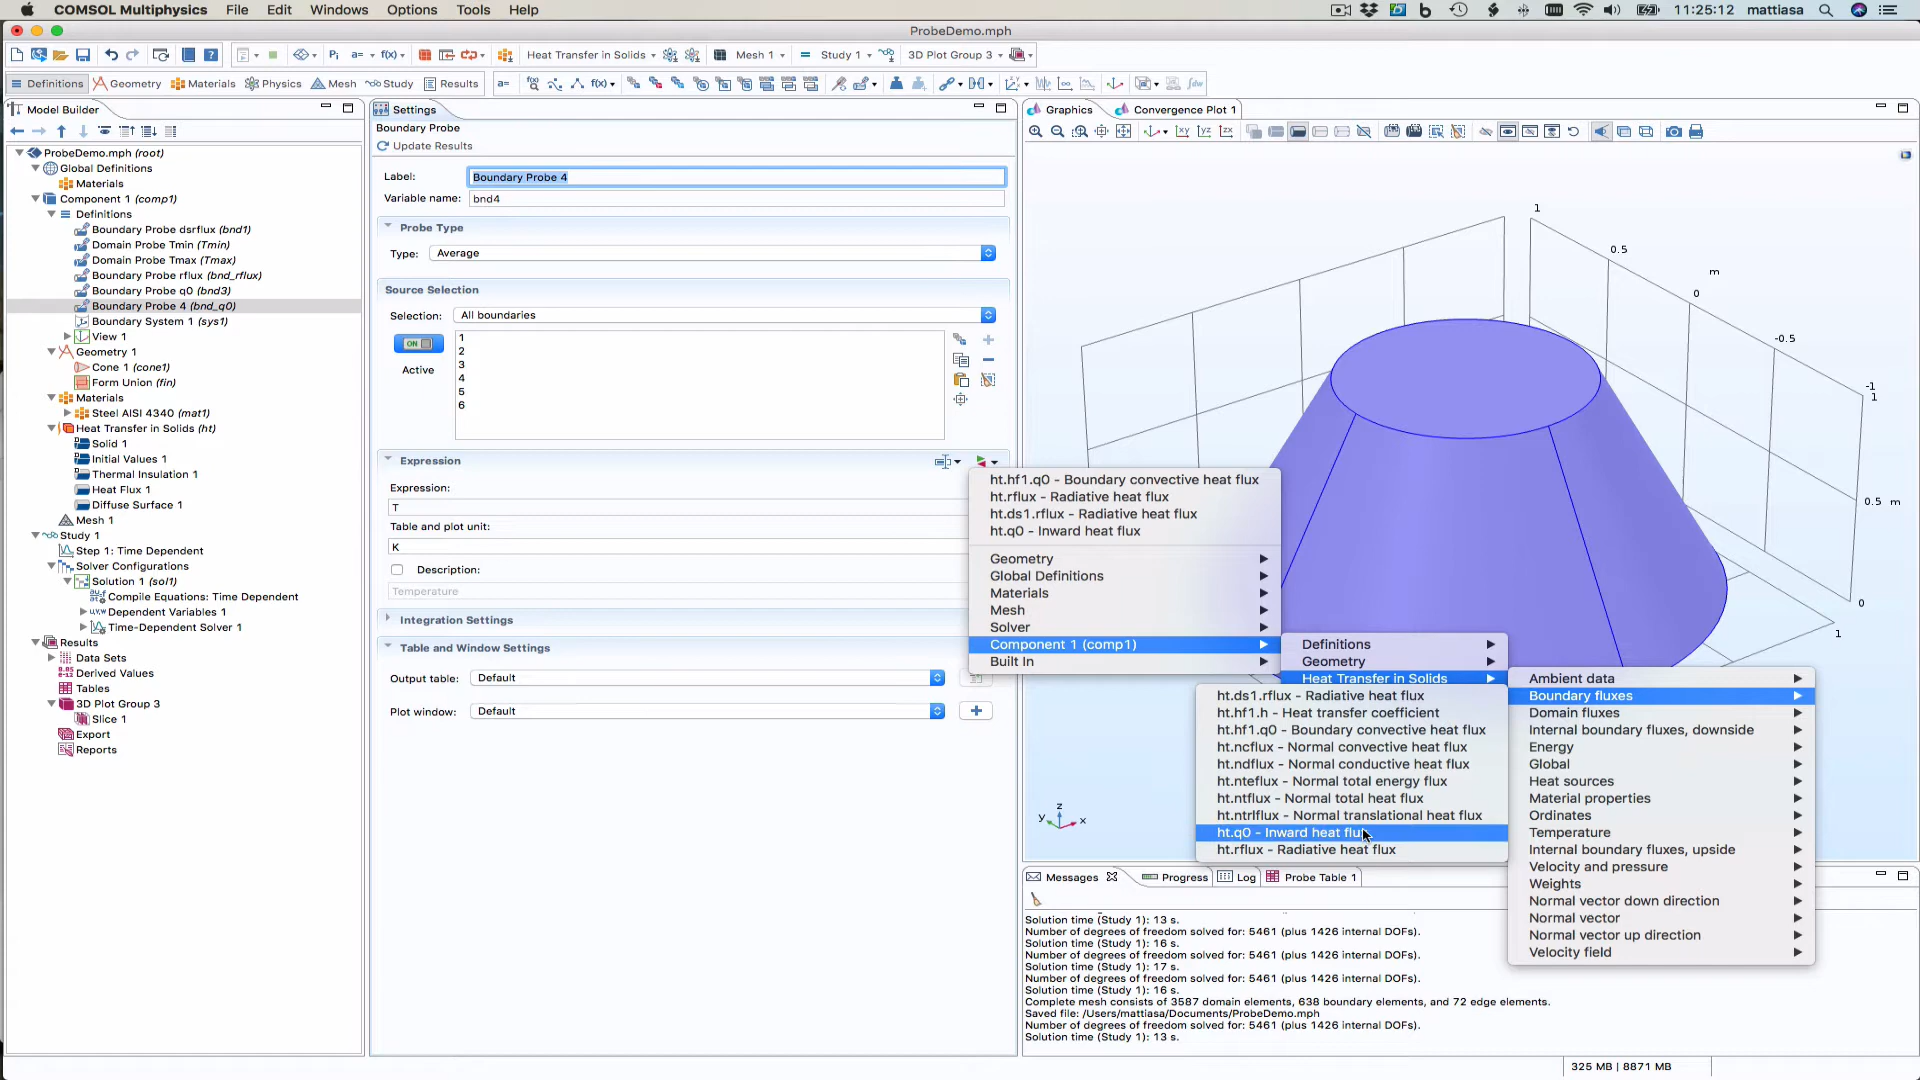 COMSOL Multiphysics File Edit Windows Options Tools Help
11:25:12 mattiasa
ProbeDemo.mph
Pi a= f(x) Heat Transfer in Solids Mesh 1 = Study 1 3D Plot Group 3
Definitions Geometry Materials Physics Mesh Study Results a= f(x)
Model Builder
ProbeDemo.mph (root)
Global Definitions
Materials
Component 1 (comp1)
Definitions
Boundary Probe dsrflux (bnd1)
Domain Probe Tmin (Tmin)
Domain Probe Tmax (Tmax)
Boundary Probe rflux (bnd_rflux)
Boundary Probe q0 (bnd3)
Boundary Probe 4 (bnd_q0)
Boundary System 1 (sys1)
View 1
Geometry 1
Cone 1 (cone1)
Form Union (fin)
Materials
Steel AISI 4340 (mat1)
Heat Transfer in Solids (ht)
Solid 1
Initial Values 1
Thermal Insulation 1
Heat Flux 1
Diffuse Surface 1
Mesh 1
Study 1
Step 1: Time Dependent
Solver Configurations
Solution 1 (sol1)
Compile Equations: Time Dependent
Dependent Variables 1
Time-Dependent Solver 1
Results
Data Sets
Derived Values
Tables
3D Plot Group 3
Slice 1
Export
Reports
Settings
Boundary Probe
Update Results
Label: Boundary Probe 4
Variable name: bnd4
Probe Type
Type: Average
Source Selection
Selection: All boundaries
ON
Active
1
2
3
4
5
6
Expression
Expression:
T
Table and plot unit:
K
Description:
Temperature
Integration Settings
Table and Window Settings
Output table: Default
Plot window: Default
ht.hf1.q0 - Boundary convective heat flux
ht.rflux - Radiative heat flux
ht.ds1.rflux - Radiative heat flux
ht.q0 - Inward heat flux
Geometry
Global Definitions
Materials
Mesh
Solver
Component 1 (comp1)
Built In
Definitions
Geometry
Heat Transfer in Solids
ht.ds1.rflux - Radiative heat flux
ht.hf1.h - Heat transfer coefficient
ht.hf1.q0 - Boundary convective heat flux
ht.ncflux - Normal convective heat flux
ht.ndflux - Normal conductive heat flux
ht.nteflux - Normal total energy flux
ht.ntflux - Normal total heat flux
ht.ntrlflux - Normal translational heat flux
ht.q0 - Inward heat flu
ht.rflux - Radiative heat flux
Ambient data
Boundary fluxes
Domain fluxes
Internal boundary fluxes, downside
Energy
Global
Heat sources
Material properties
Ordinates
Temperature
Internal boundary fluxes, upside
Velocity and pressure
Weights
Normal vector down direction
Normal vector
Normal vector up direction
Velocity field
Graphics Convergence Plot 1
xy yz zx
1
0.5
m
0
-0.5
-1
1
0.5 m
0
1
z
y x
Messages Progress Log Probe Table 1
Solution time (Study 1): 13 s.
Number of degrees of freedom solved for: 5461 (plus 1426 internal DOFs).
Solution time (Study 1): 16 s.
Number of degrees of freedom solved for: 5461 (plus 1426 internal DOFs).
Solution time (Study 1): 17 s.
Number of degrees of freedom solved for: 5461 (plus 1426 internal DOFs).
Solution time (Study 1): 16 s.
Complete mesh consists of 3587 domain elements, 638 boundary elements, and 72 edge elements.
Saved file: /Users/mattiasa/Documents/ProbeDemo.mph
Number of degrees of freedom solved for: 5461 (plus 1426 internal DOFs).
Solution time (Study 1): 13 s.
325 MB | 8871 MB